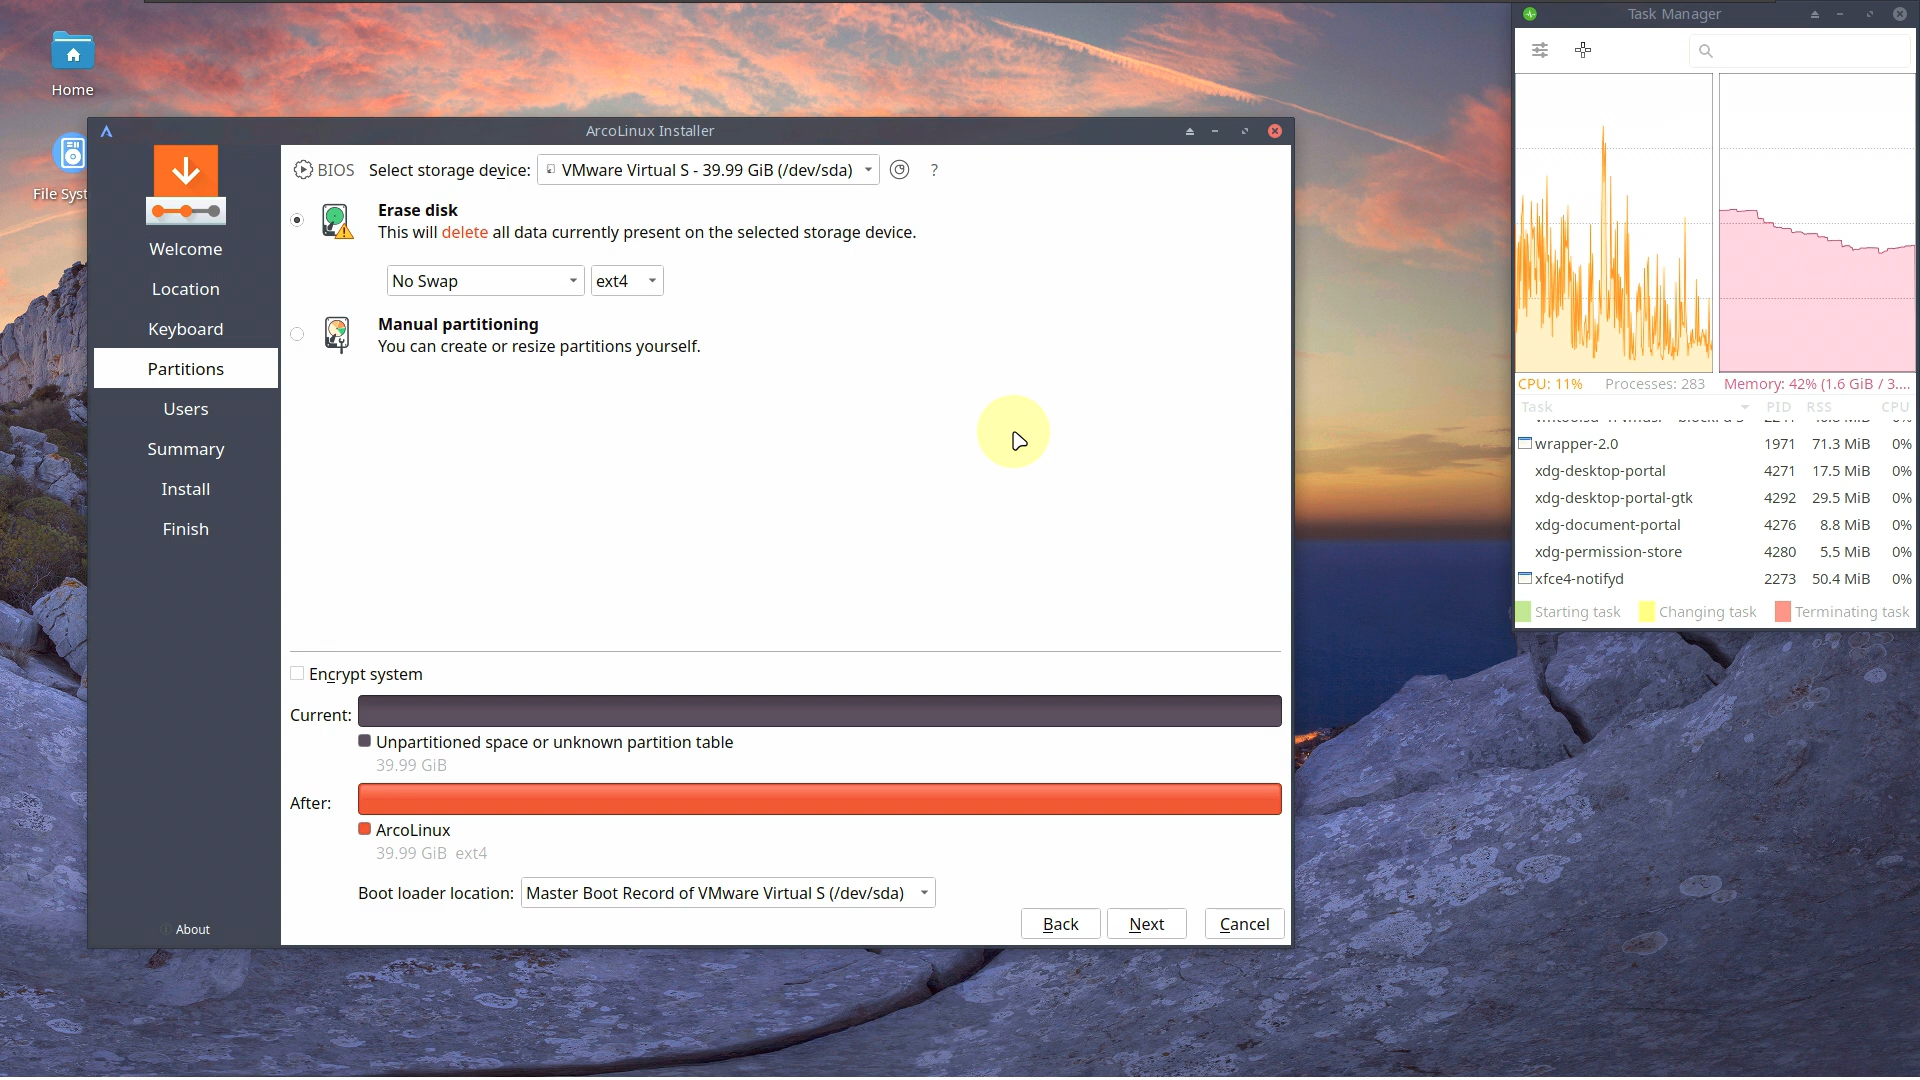 Home
File Syst
ArcoLinux Installer
Welcome
Location
Keyboard
Partitions
Users
Summary
Install
Finish
About
BIOS
Select storage device:
VMware Virtual S - 39.99 GiB (/dev/sda)
?
Erase disk
This will delete all data currently present on the selected storage device.
No Swap
ext4
Manual partitioning
You can create or resize partitions yourself.
Encrypt system
Current:
Unpartitioned space or unknown partition table
39.99 GiB
After:
ArcoLinux
39.99 GiB ext4
Boot loader location:
Master Boot Record of VMware Virtual S (/dev/sda)
Back
Next
Cancel
Task Manager
CPU: 11%
Processes: 283
Memory: 42% (1.6 GiB / 3....
Task PID RSS CPU
wrapper-2.0 1971 71.3 MiB 0%
xdg-desktop-portal 4271 17.5 MiB 0%
xdg-desktop-portal-gtk 4292 29.5 MiB 0%
xdg-document-portal 4276 8.8 MiB 0%
xdg-permission-store 4280 5.5 MiB 0%
xfce4-notifyd 2273 50.4 MiB 0%
Starting task
Changing task
Terminating task